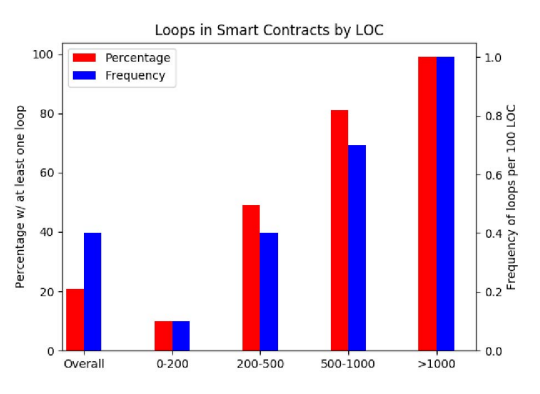 Loops in Smart Contracts by LOC
Percentage
Frequency
Percentage w/ at least one loop
100
80
60
40
20
0
Frequency of loops per 100 LOC
1.0
0.8
0.6
0.4
0.2
0.0
Overall
0-200
200-500
500-1000
>1000